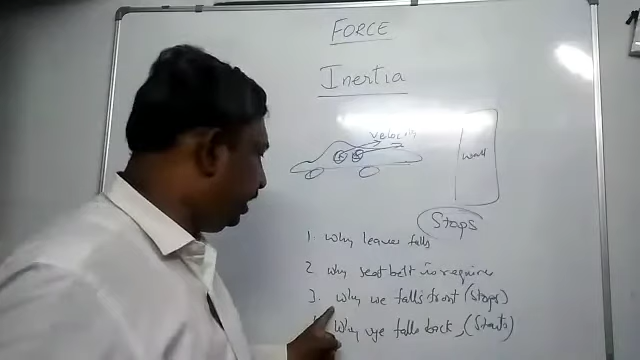 FORCE
Inertia
velocity
wall
Stops
1. Why leaves falls
2. Why seat belt is require
3. Why we falls front (Stops)
Why we falls back (Starts)